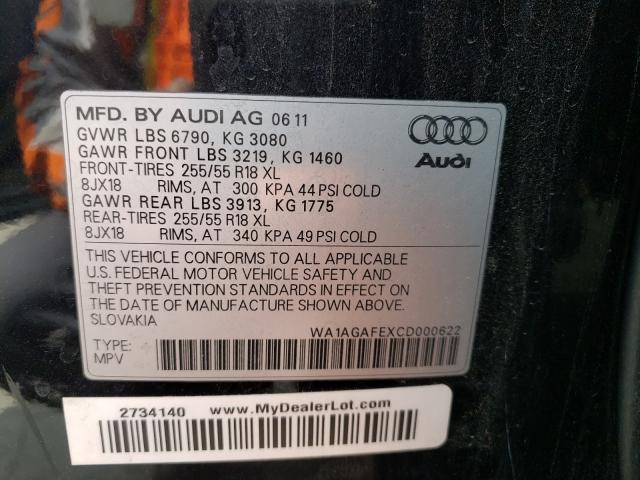 MFD. BY AUDI AG 06 11
GVWR LBS 6790, KG 3080
GAWR FRONT LBS 3219, KG 1460
FRONT-TIRES 255/55 R18 XL
8JX18 RIMS, AT 300 KPA 44 PSI COLD
GAWR REAR LBS 3913, KG 1775
REAR-TIRES 255/55 R18 XL
8JX18 RIMS, AT 340 KPA 49 PSI COLD
Audi
THIS VEHICLE CONFORMS TO ALL APPLICABLE
U.S. FEDERAL MOTOR VEHICLE SAFETY AND
THEFT PREVENTION STANDARDS IN EFFECT ON
THE DATE OF MANUFACTURE SHOWN ABOVE.
SLOVAKIA
WA1AGAFEXCD000622
TYPE:
MPV
2734140 www.MyDealerLot.com